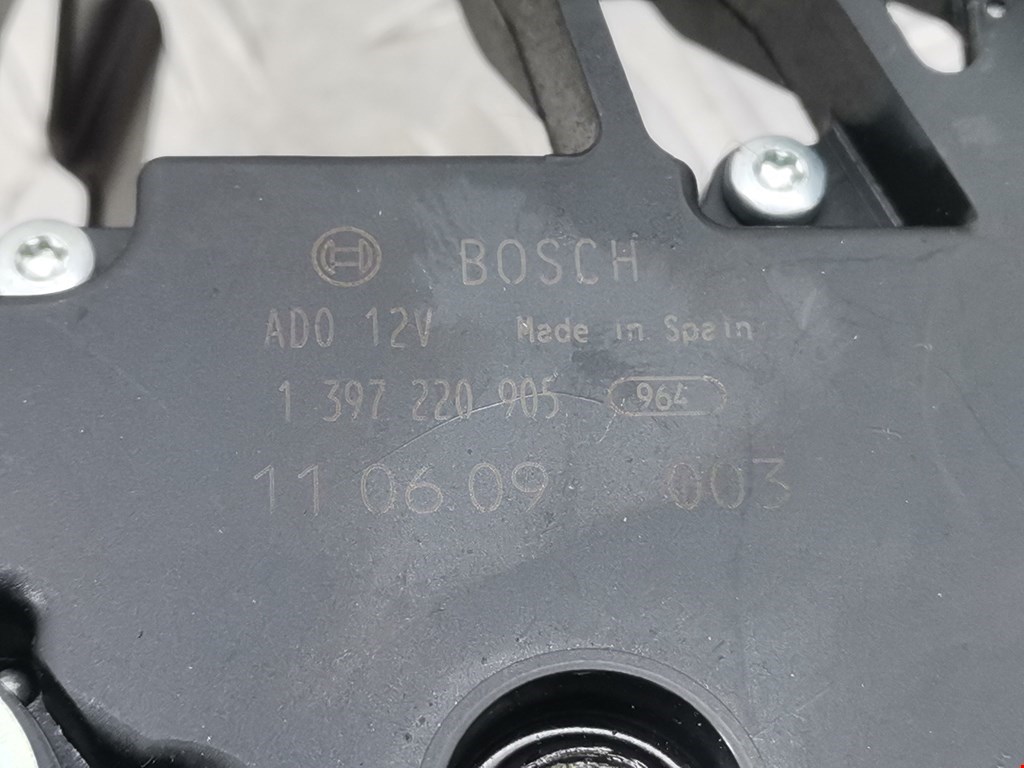 BOSCH
ADO 12V Made in Spain
1 397 220 905 964
11 06 09 003